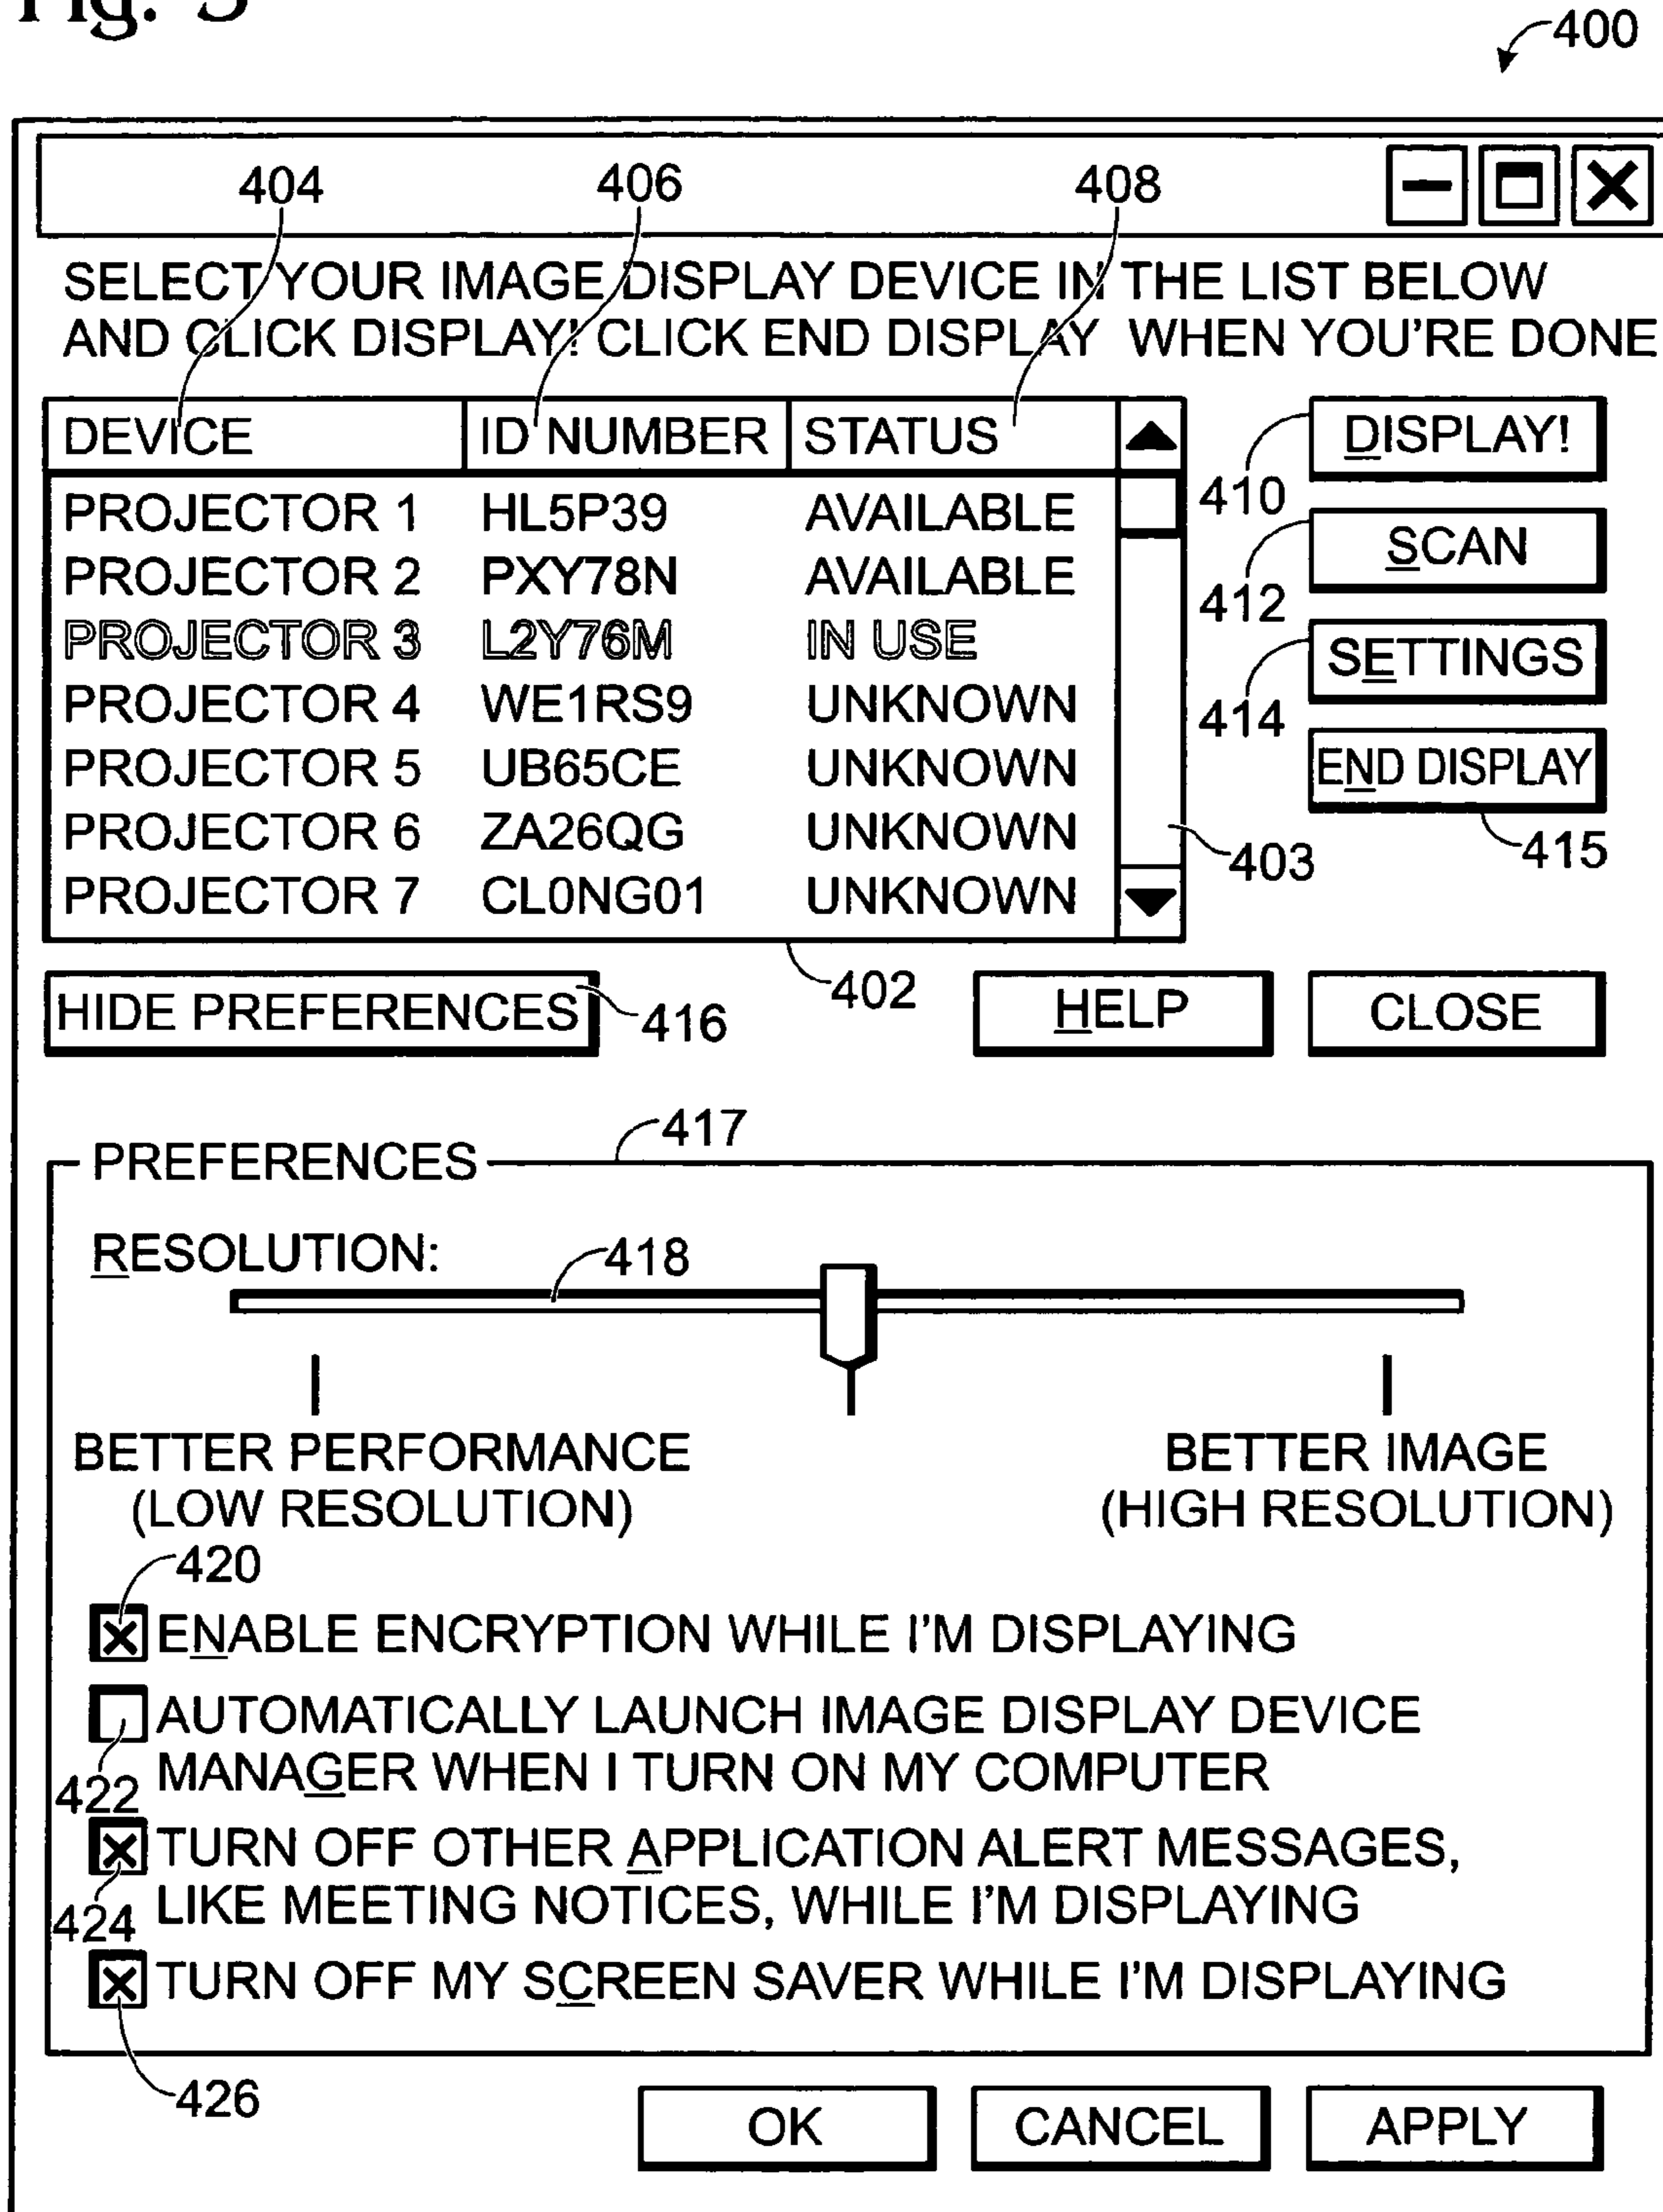 Fig. 5
400
404 406 408
SELECT YOUR IMAGE DISPLAY DEVICE IN THE LIST BELOW
AND CLICK DISPLAY! CLICK END DISPLAY WHEN YOU'RE DONE
DEVICE ID NUMBER STATUS
PROJECTOR 1 HL5P39 AVAILABLE
PROJECTOR 2 PXY78N AVAILABLE
PROJECTOR 3 L2Y76M IN USE
PROJECTOR 4 WE1RS9 UNKNOWN
PROJECTOR 5 UB65CE UNKNOWN
PROJECTOR 6 ZA26QG UNKNOWN
PROJECTOR 7 CL0NG01 UNKNOWN
DISPLAY!
410
SCAN
412
SETTINGS
414
END DISPLAY
415
403
402
HIDE PREFERENCES 416 HELP CLOSE
417
PREFERENCES
RESOLUTION: 418
BETTER PERFORMANCE
(LOW RESOLUTION)
BETTER IMAGE
(HIGH RESOLUTION)
420
ENABLE ENCRYPTION WHILE I'M DISPLAYING
AUTOMATICALLY LAUNCH IMAGE DISPLAY DEVICE
MANAGER WHEN I TURN ON MY COMPUTER
422
TURN OFF OTHER APPLICATION ALERT MESSAGES,
LIKE MEETING NOTICES, WHILE I'M DISPLAYING
424
TURN OFF MY SCREEN SAVER WHILE I'M DISPLAYING
426
OK CANCEL APPLY